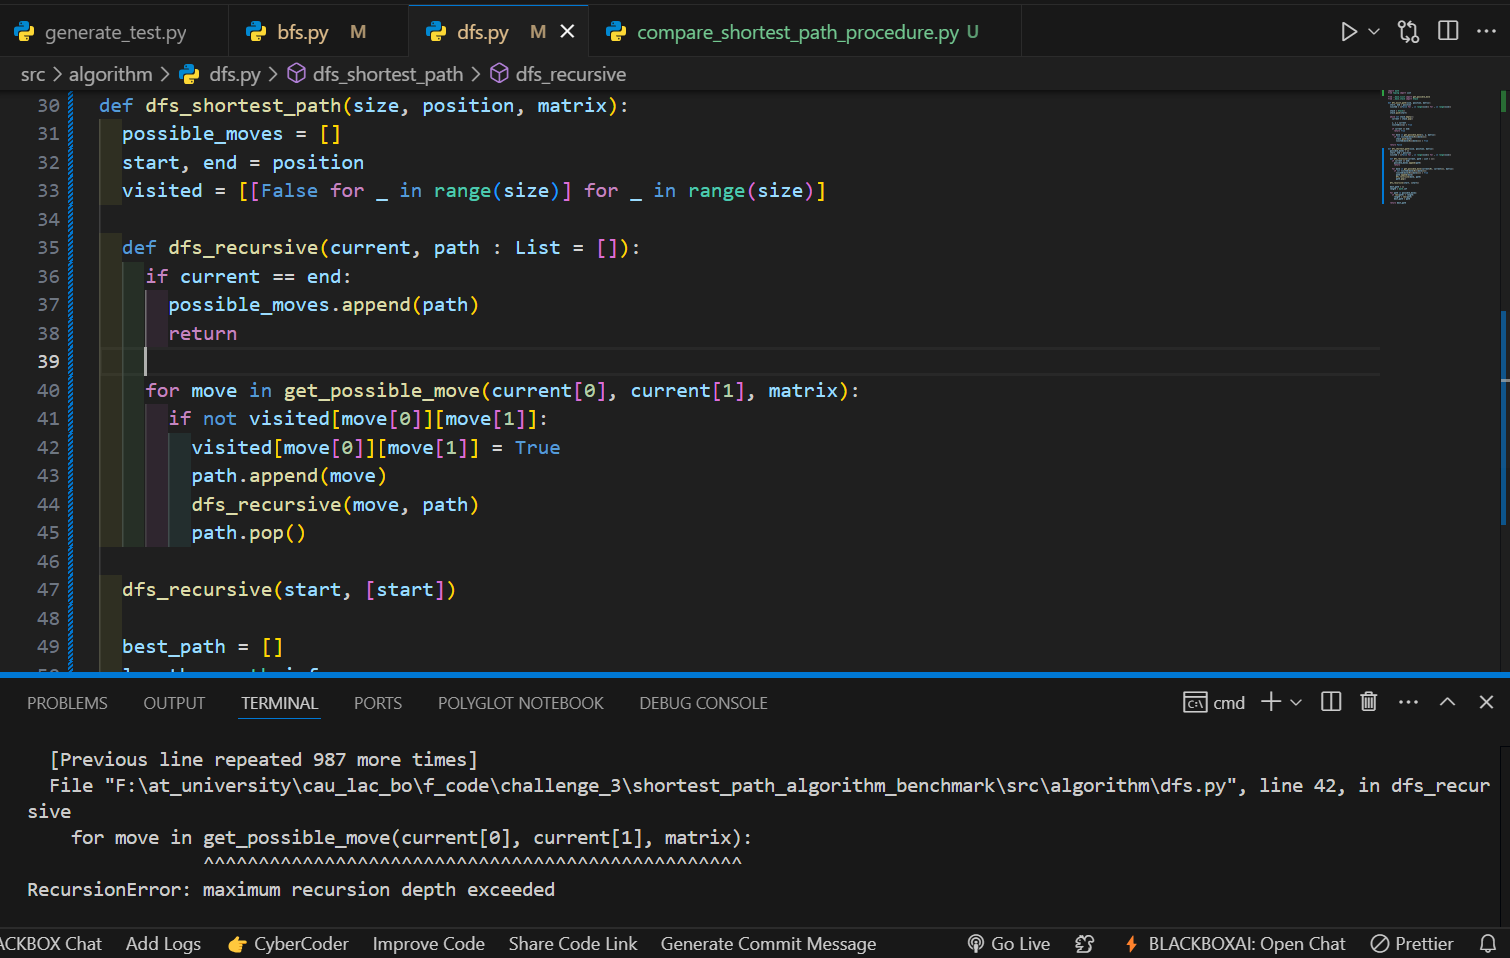 generate_test.py bfs.py M dfs.py M compare_shortest_path_procedure.py U
src > algorithm > dfs.py > dfs_shortest_path > dfs_recursive
30 def dfs_shortest_path(size, position, matrix):
31 possible_moves = []
32 start, end = position
33 visited = [[False for _ in range(size)] for _ in range(size)]
34
35 def dfs_recursive(current, path : List = []):
36 if current == end:
37 possible_moves.append(path)
38 return
39
40 for move in get_possible_move(current[0], current[1], matrix):
41 if not visited[move[0]][move[1]]:
42 visited[move[0]][move[1]] = True
43 path.append(move)
44 dfs_recursive(move, path)
45 path.pop()
46
47 dfs_recursive(start, [start])
48
49 best_path = []
PROBLEMS OUTPUT TERMINAL PORTS POLYGLOT NOTEBOOK DEBUG CONSOLE cmd
[Previous line repeated 987 more times]
File "F:\at_university\cau_lac_bo\f_code\challenge_3\shortest_path_algorithm_benchmark\src\algorithm\dfs.py", line 42, in dfs_recur
sive
for move in get_possible_move(current[0], current[1], matrix):
^^^^^^^^^^^^^^^^^^^^^^^^^^^^^^^^^^^^^^^^^^^^^^^^^
RecursionError: maximum recursion depth exceeded
ACKBOX Chat Add Logs CyberCoder Improve Code Share Code Link Generate Commit Message Go Live BLACKBOXAI: Open Chat Prettier